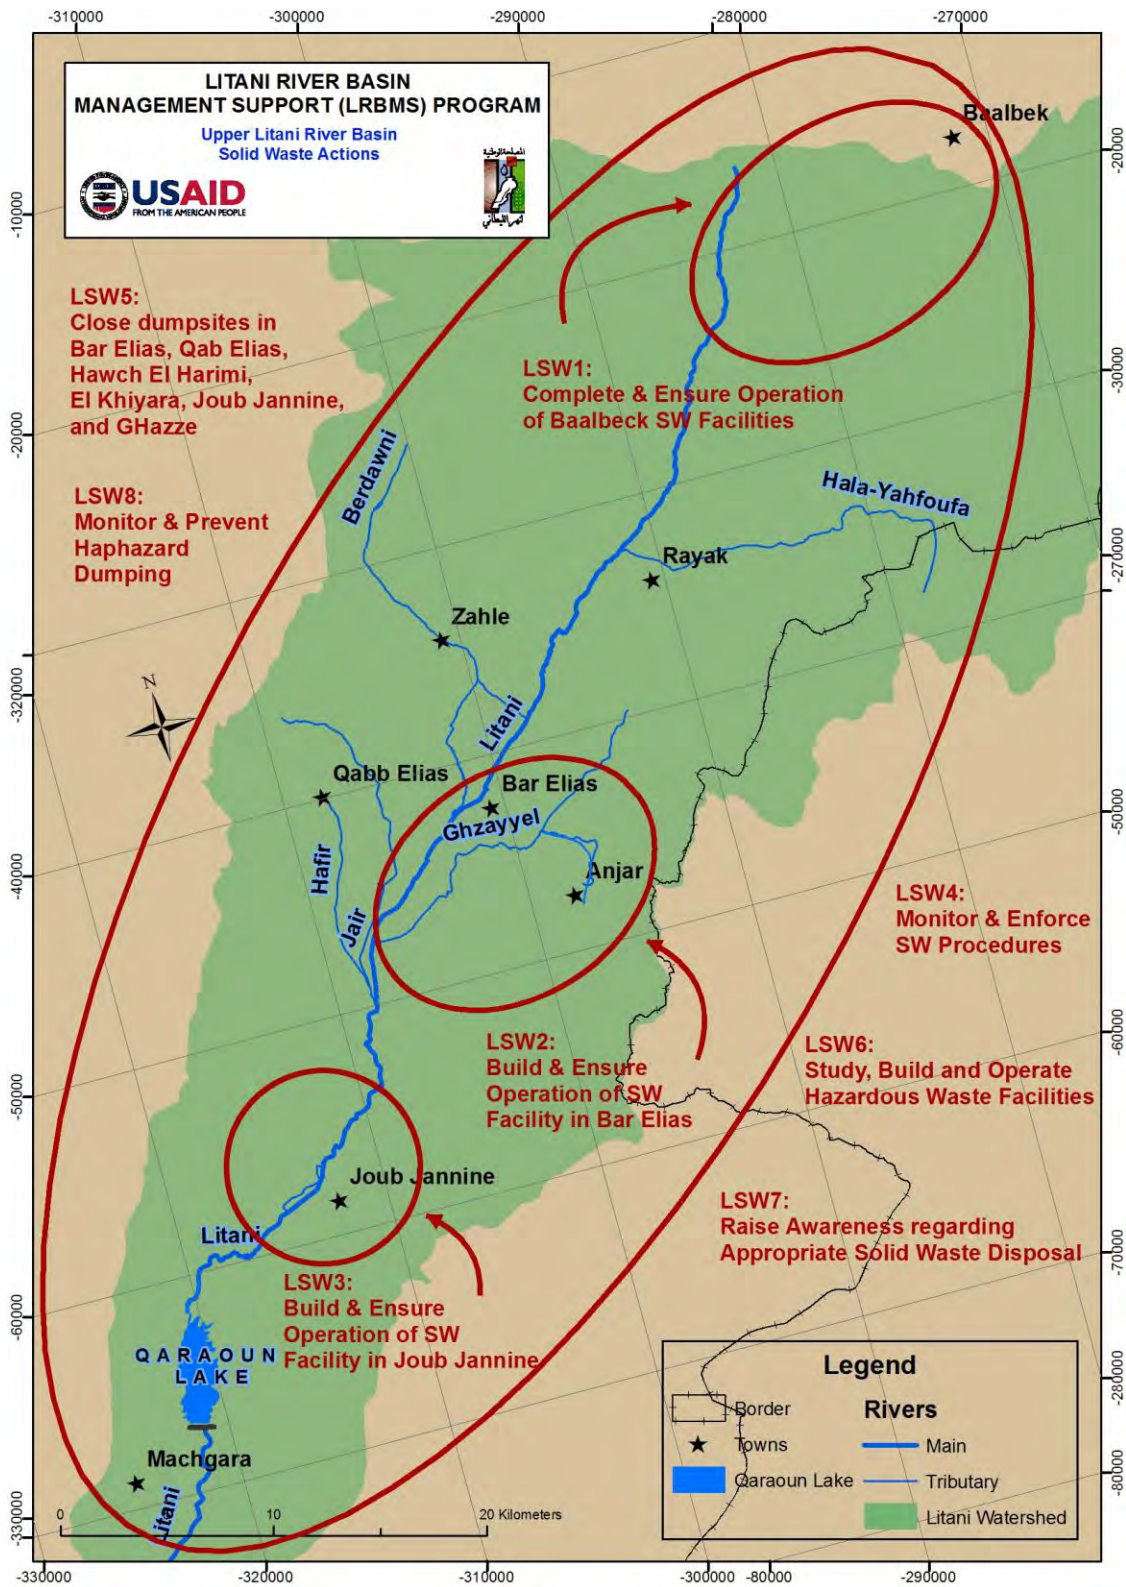 -310000
-300000
-290000
-280000
-270000
LITANI RIVER BASIN
MANAGEMENT SUPPORT (LRBMS) PROGRAM
Upper Litani River Basin
Solid Waste Actions
USAID
FROM THE AMERICAN PEOPLE
المصلحة الوطنية
لنهر الليطاني
Baalbek
-10000
-20000
-40000
-50000
-60000
-320000
-330000
-20000
-30000
-270000
-50000
-60000
-70000
-280000
-80000
LSW5:
Close dumpsites in
Bar Elias, Qab Elias,
Hawch El Harimi,
El Khiyara, Joub Jannine,
and GHazze
LSW1:
Complete & Ensure Operation
of Baalbeck SW Facilities
LSW8:
Monitor & Prevent
Haphazard
Dumping
Berdawni
Hala-Yahfoufa
Rayak
Zahle
N
Litani
Qabb Elias
Bar Elias
Ghzayyel
Hafir
Jair
Anjar
LSW4:
Monitor & Enforce
SW Procedures
LSW2:
Build & Ensure
Operation of SW
Facility in Bar Elias
LSW6:
Study, Build and Operate
Hazardous Waste Facilities
Joub Jannine
LSW7:
Raise Awareness regarding
Appropriate Solid Waste Disposal
Litani
LSW3:
Build & Ensure
Operation of SW
Facility in Joub Jannine
QARAOUN
LAKE
Machgara
Litani
0
10
20 Kilometers
Legend
Border
Towns
Qaraoun Lake
Rivers
Main
Tributary
Litani Watershed
-330000
-320000
-310000
-300000
-80000
-290000